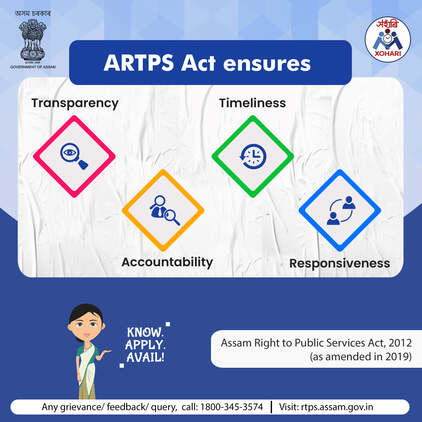 অসম চৰকাৰ
GOVERNMENT OF ASSAM
XOHARI
ARTPS Act ensures
Transparency
Timeliness
Accountability
Responsiveness
KNOW.
APPLY.
AVAIL!
Assam Right to Public Services Act, 2012
(as amended in 2019)
Any grievance/ feedback/ query, call: 1800-345-3574 | Visit: rtps.assam.gov.in